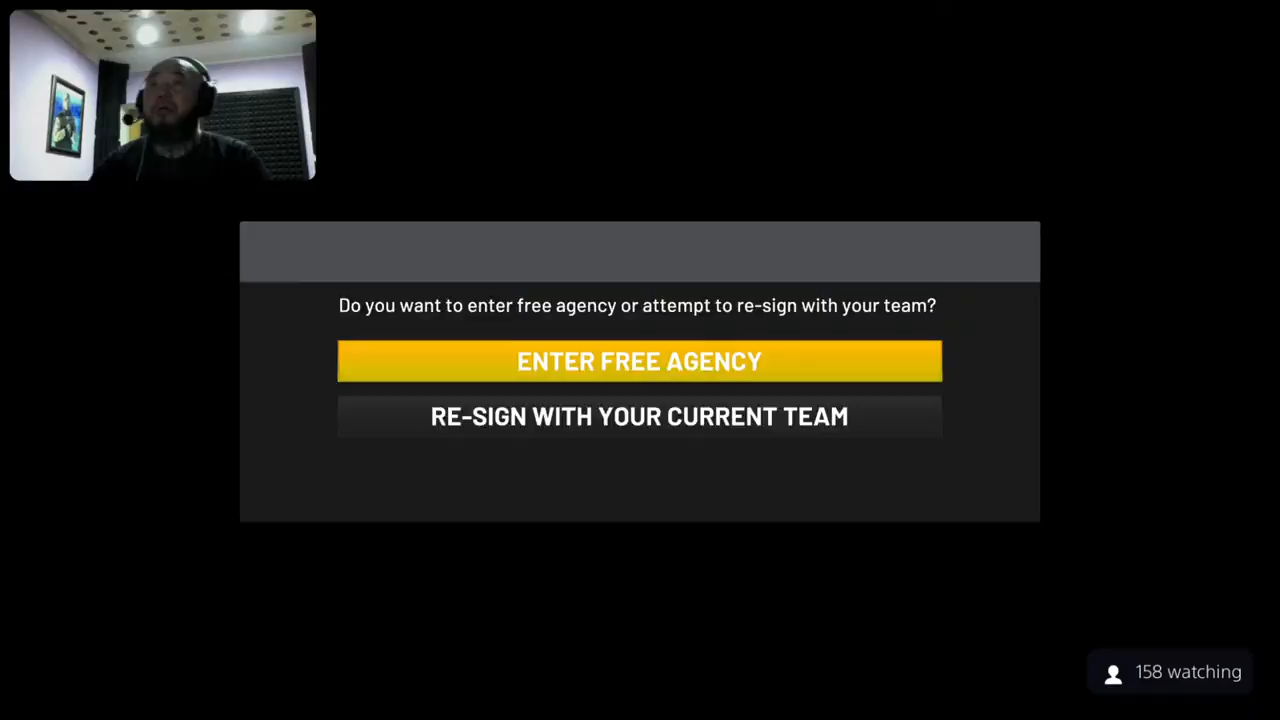 Do you want to enter free agency or attempt to re-sign with your team?
ENTER FREE AGENCY
RE-SIGN WITH YOUR CURRENT TEAM
158 watching